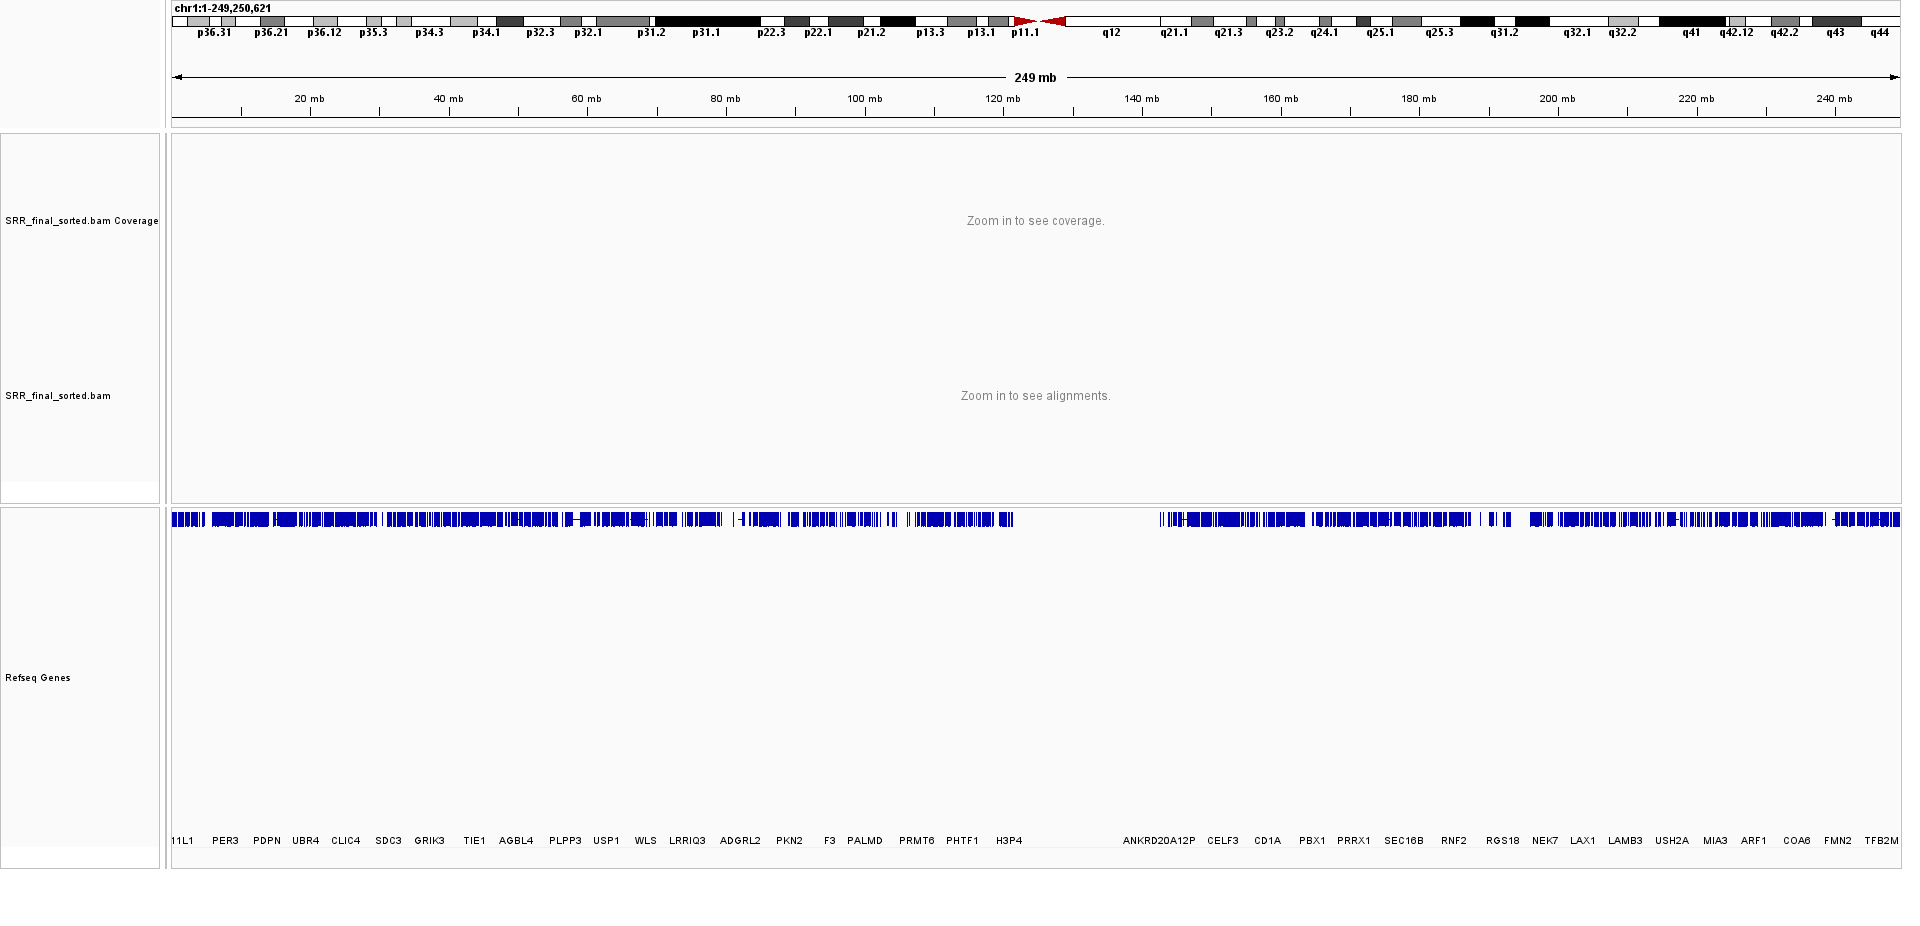 chr1:1-249,250,621
p36.31 p36.21 p36.12 p35.3 p34.3 p34.1 p32.3 p32.1 p31.2 p31.1 p22.3 p22.1 p21.2 p13.3 p13.1 p11.1 q12 q21.1 q21.3 q23.2 q24.1 q25.1 q25.3 q31.2 q32.1 q32.2 q41 q42.12 q42.2 q43 q44
249 mb
20 mb 40 mb 60 mb 80 mb 100 mb 120 mb 140 mb 160 mb 180 mb 200 mb 220 mb 240 mb
SRR_final_sorted.bam Coverage
Zoom in to see coverage.
SRR_final_sorted.bam
Zoom in to see alignments.
Refseq Genes
11L1 PER3 PDPN UBR4 CLIC4 SDC3 GRIK3 TIE1 AGBL4 PLPP3 USP1 WLS LRRIQ3 ADGRL2 PKN2 F3 PALMD PRMT6 PHTF1 H3P4 ANKRD20A12P CELF3 CD1A PBX1 PRRX1 SEC16B RNF2 RGS18 NEK7 LAX1 LAMB3 USH2A MIA3 ARF1 COA6 FMN2 TFB2M